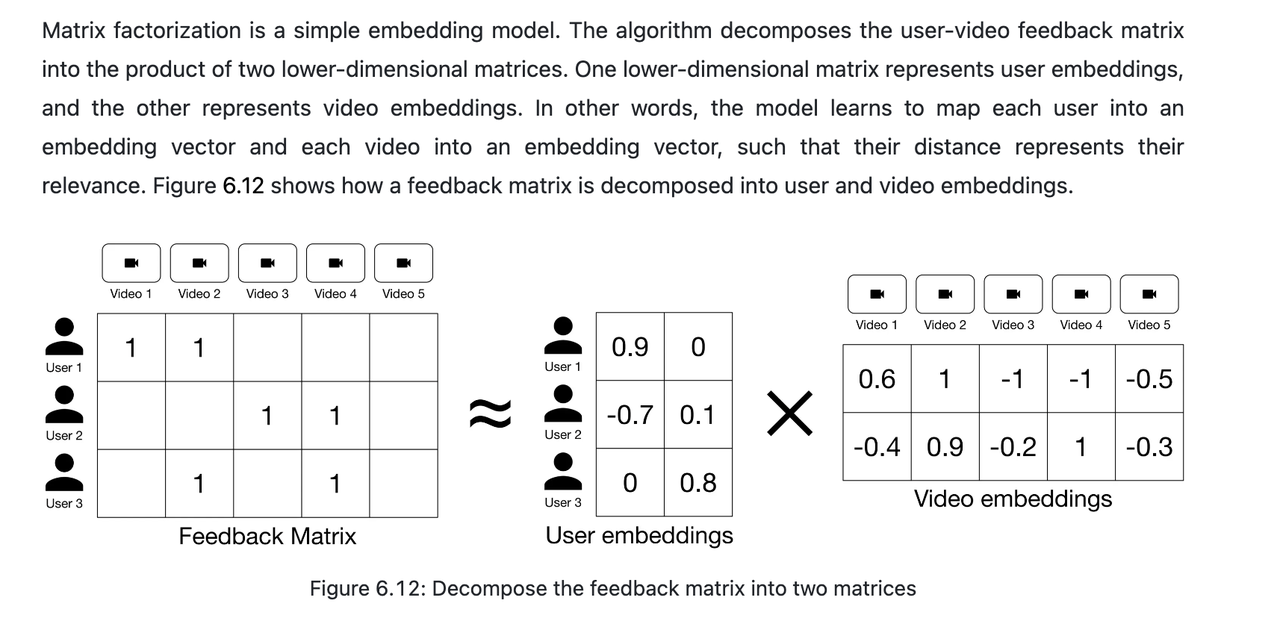 Matrix factorization is a simple embedding model. The algorithm decomposes the user-video feedback matrix
into the product of two lower-dimensional matrices. One lower-dimensional matrix represents user embeddings,
and the other represents video embeddings. In other words, the model learns to map each user into an
embedding vector and each video into an embedding vector, such that their distance represents their
relevance. Figure 6.12 shows how a feedback matrix is decomposed into user and video embeddings.
Video 1 Video 2 Video 3 Video 4 Video 5
User 1 1 1
User 2 1 1
User 3 1 1
Feedback Matrix
≈
User 1 0.9 0
User 2 -0.7 0.1
User 3 0 0.8
User embeddings
×
Video 1 Video 2 Video 3 Video 4 Video 5
0.6 1 -1 -1 -0.5
-0.4 0.9 -0.2 1 -0.3
Video embeddings
Figure 6.12: Decompose the feedback matrix into two matrices